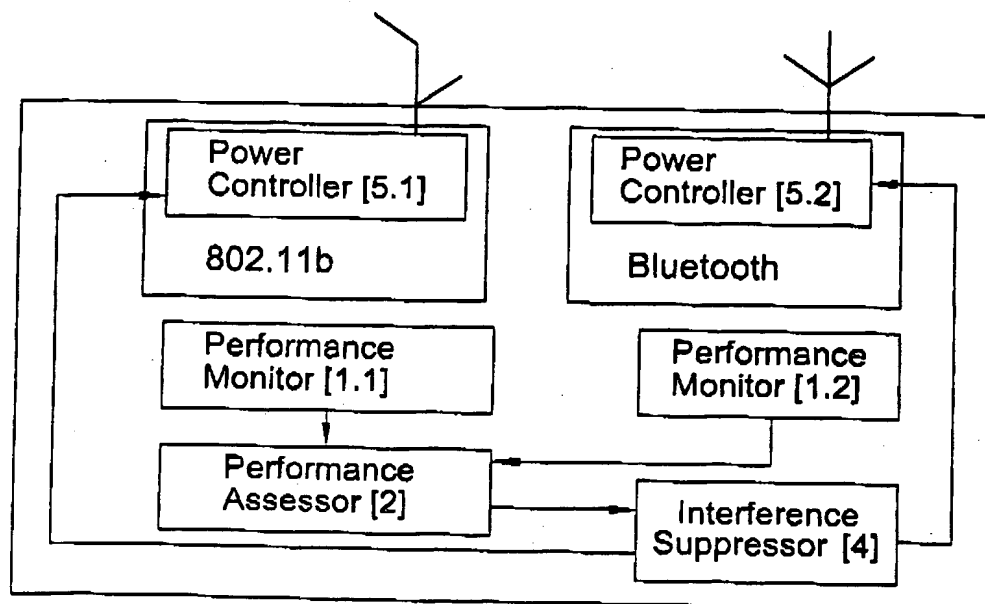 Power
Controller [5.1]
802.11b
Power
Controller [5.2]
Bluetooth
Performance
Monitor [1.1]
Performance
Monitor [1.2]
Performance
Assessor [2]
Interference
Suppressor [4]